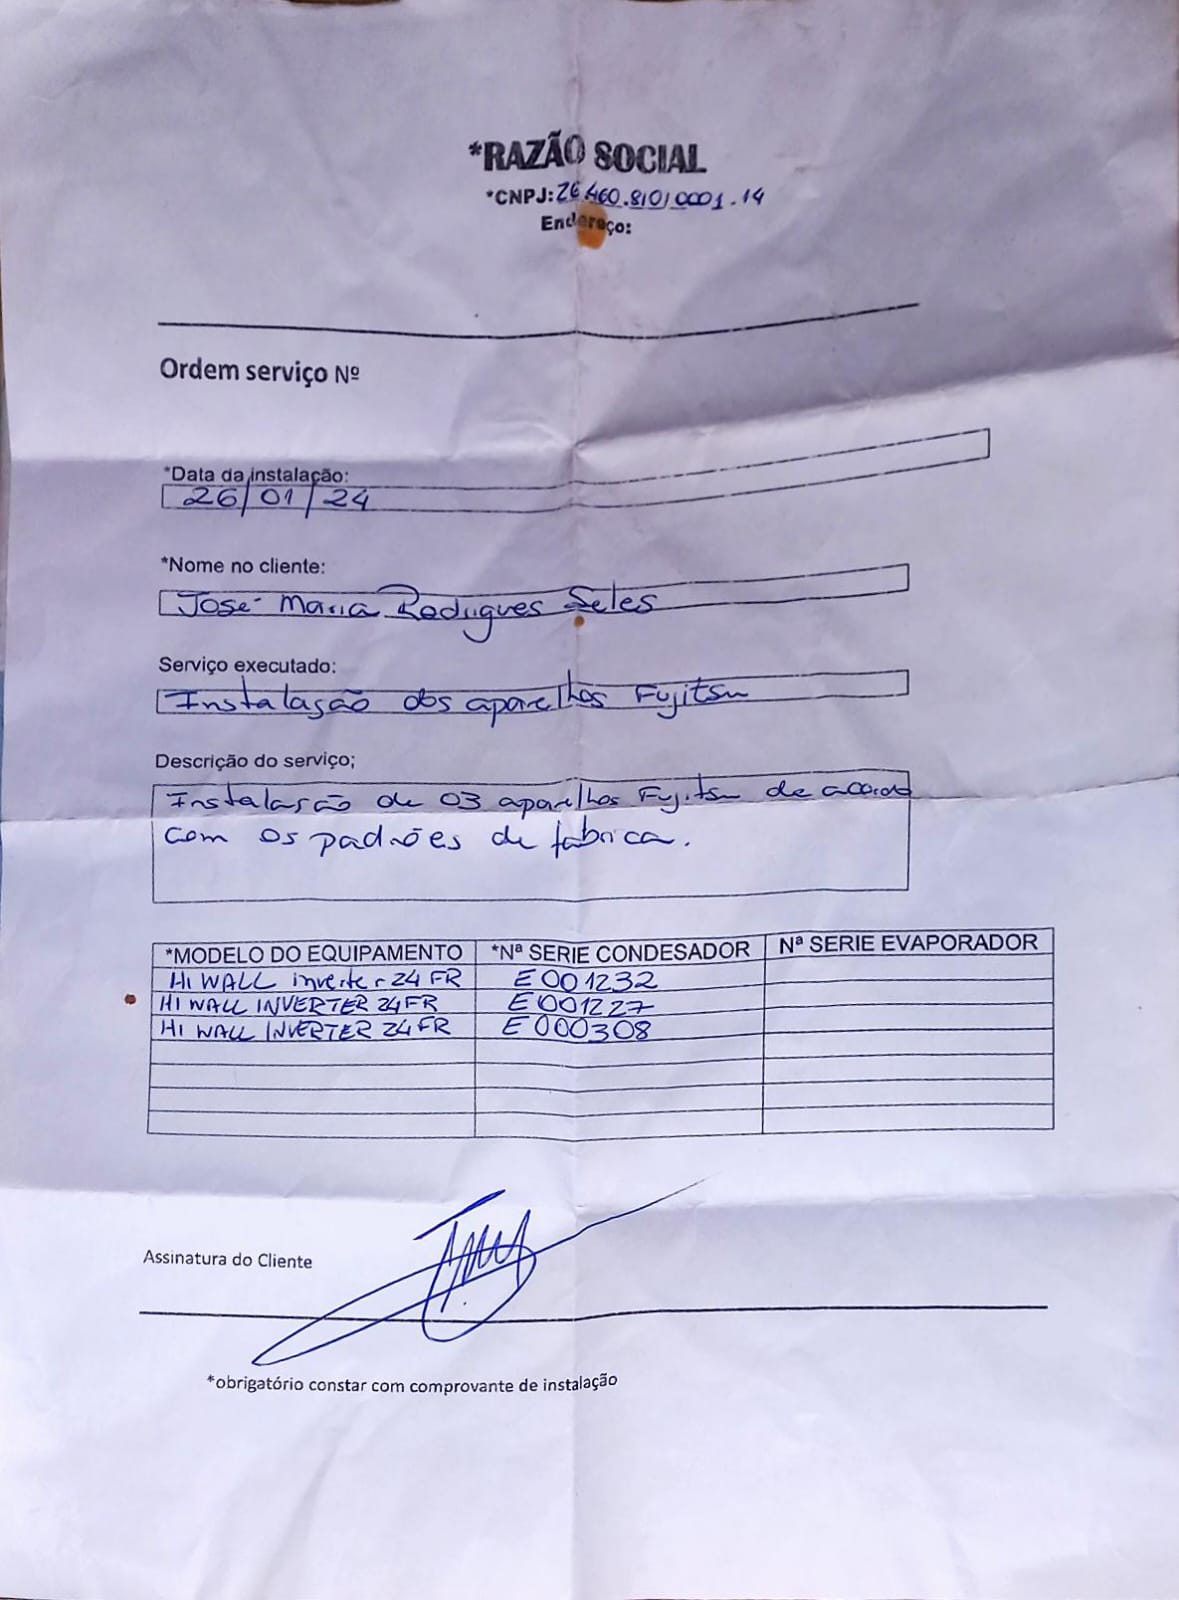 *RAZÃO SOCIAL
*CNPJ: 26.460.810/0001.14
Endereço:
Ordem serviço Nº
*Data da instalação:
26/01/24
*Nome no cliente:
José Maria Rodrigues Seles
Serviço executado:
Instalação dos aparelhos Fujitsu
Descrição do serviço;
Instalação de 03 aparelhos Fujitsu de acordo
com os padrões de fabrica.
*MODELO DO EQUIPAMENTO *Nª SERIE CONDESADOR Nª SERIE EVAPORADOR
Hi WALL inverter 24 FR E001232
HI WALL INVERTER 24FR E001227
HI WALL INVERTER 24FR E000308
Assinatura do Cliente
*obrigatório constar com comprovante de instalação